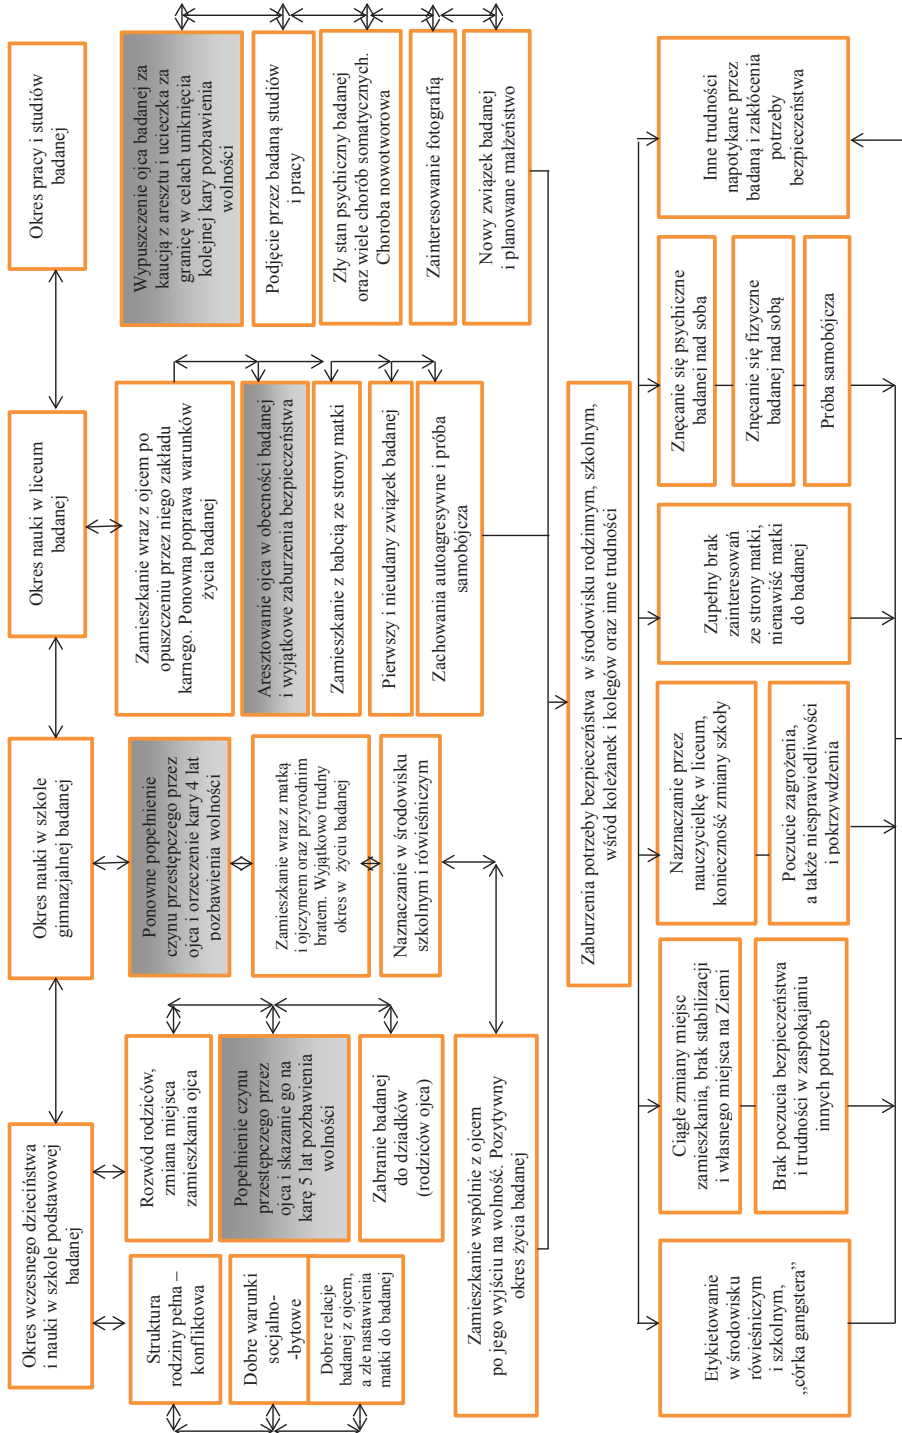 Okres wczesnego dzieciństwa
i nauki w szkole podstawowej
badanej
Okres nauki w szkole
gimnazjalnej badanej
Okres nauki w liceum
badanej
Okres pracy i studiów
badanej
Struktura
rodziny pełna –
konfliktowa
Dobre warunki
socjalno-
-bytowe
Dobre relacje
badanej z ojcem,
a złe nastawienia
matki do badanej
Rozwód rodziców,
zmiana miejsca
zamieszkania ojca
Popełnienie czynu
przestępczego przez
ojca i skazanie go na
karę 5 lat pozbawienia
wolności
Zabranie badanej
do dziadków
(rodziców ojca)
Zamieszkanie wspólnie z ojcem
po jego wyjściu na wolność. Pozytywny
okres życia badanej
Ponowne popełnienie
czynu przestępczego przez
ojca i orzeczenie kary 4 lat
pozbawienia wolności
Zamieszkanie wraz z matką
i ojczymem oraz przyrodnim
bratem. Wyjątkowo trudny
okres w życiu badanej
Naznaczanie w środowisku
szkolnym i rówieśniczym
Zamieszkanie wraz z ojcem po
opuszczeniu przez niego zakładu
karnego. Ponowna poprawa warunków
życia badanej
Aresztowanie ojca w obecności badanej
i wyjątkowe zaburzenia bezpieczeństwa
Zamieszkanie z babcią ze strony matki
Pierwszy i nieudany związek badanej
Zachowania autoagresywne i próba
samobójcza
Wypuszczenie ojca badanej za
kaucją z aresztu i ucieczka za
granicę w celach uniknięcia
kolejnej kary pozbawienia
wolności
Podjęcie przez badaną studiów
i pracy
Zły stan psychiczny badanej
oraz wiele chorób somatycznych.
Choroba nowotworowa
Zainteresowanie fotografią
Nowy związek badanej
i planowane małżeństwo
Zaburzenia potrzeby bezpieczeństwa w środowisku rodzinnym, szkolnym,
wśród koleżanek i kolegów oraz inne trudności
Etykietowanie
w środowisku
rówieśniczym
i szkolnym,
„córka gangstera”
Ciągłe zmiany miejsc
zamieszkania, brak stabilizacji
i własnego miejsca na Ziemi
Brak poczucia bezpieczeństwa
i trudności w zaspokajaniu
innych potrzeb
Naznaczanie przez
nauczycielkę w liceum,
konieczność zmiany szkoły
Poczucie zagrożenia,
a także niesprawiedliwości
i pokrzywdzenia
Zupełny brak
zainteresowań
ze strony matki,
nienawiść matki
do badanej
Znęcanie się psychiczne
badanej nad soba
Znęcanie się fizyczne
badanej nad sobą
Próba samobójcza
Inne trudności
napotykane przez
badaną i zakłócenia
potrzeby
bezpieczeństwa